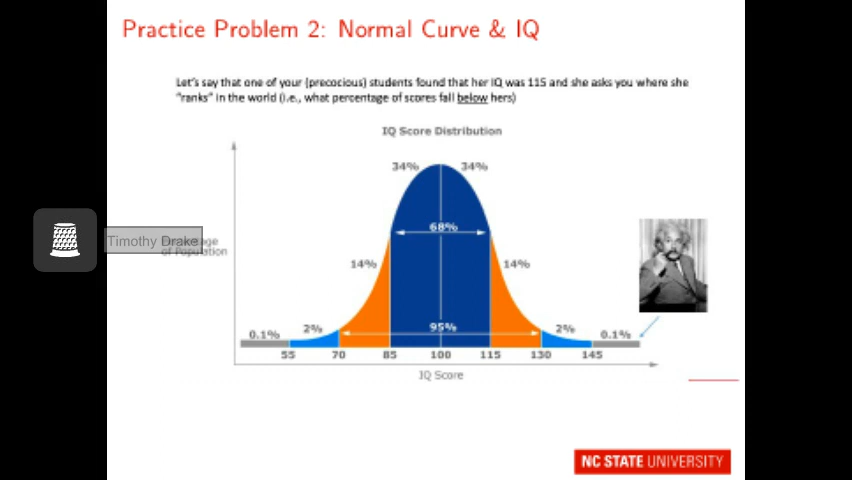 Practice Problem 2: Normal Curve & IQ
Let's say that one of your (precocious) students found that her IQ was 115 and she asks you where she
"ranks" in the world (i.e., what percentage of scores fall below hers)
IQ Score Distribution
34% 34%
68%
Timothy Drake
of Population
14% 14%
95%
0.1% 2% 2% 0.1%
55 70 85 100 115 130 145
IQ Score
NC STATE UNIVERSITY